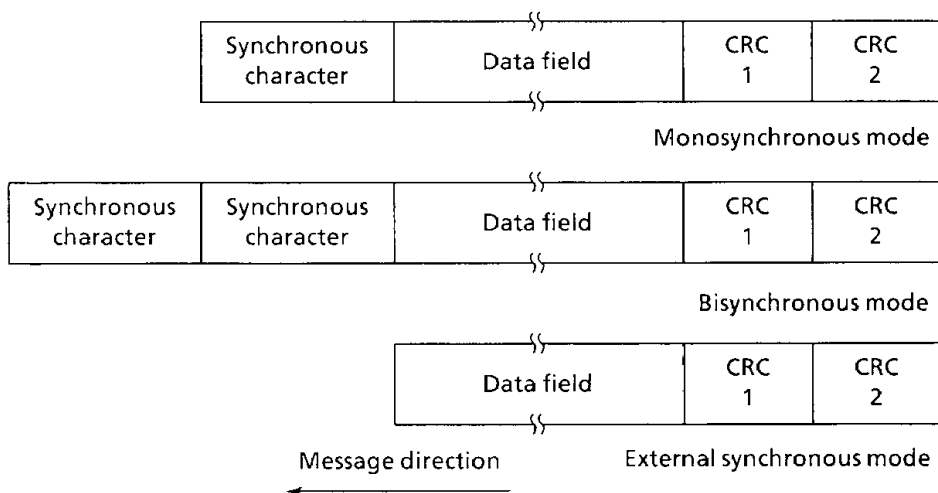 Synchronous character Data field CRC 1 CRC 2
Monosynchronous mode
Synchronous character Synchronous character Data field CRC 1 CRC 2
Bisynchronous mode
Data field CRC 1 CRC 2
Message direction External synchronous mode